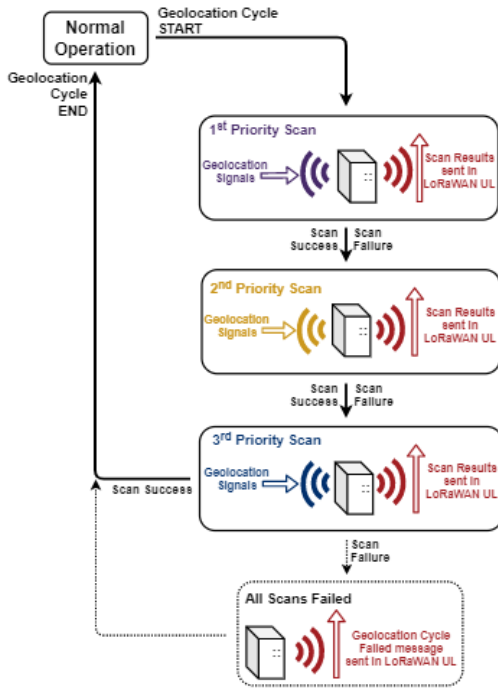 Normal
Operation
Geolocation Cycle
START
Geolocation
Cycle
END
1st Priority Scan
Geolocation
Signals
Scan Results
sent in
LoRaWAN UL
Scan
Success
Scan
Failure
2nd Priority Scan
Geolocation
Signals
Scan Results
sent in
LoRaWAN UL
Scan
Success
Scan
Failure
3rd Priority Scan
Geolocation
Signals
Scan Results
sent in
LoRaWAN UL
Scan Success
Scan
Failure
All Scans Failed
Geolocation Cycle
Failed message
sent in LoRaWAN UL